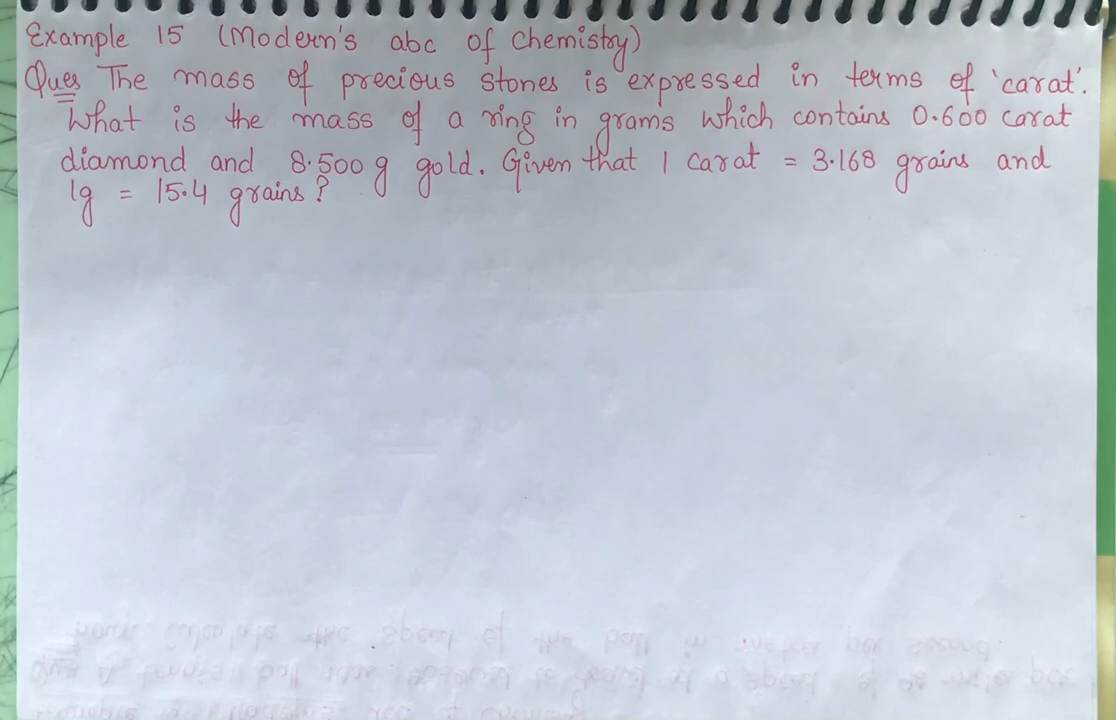 Example 15 (Modern's abc of Chemistry)
Ques The mass of precious stones is expressed in terms of 'carat'.
What is the mass of a ring in grams which contains 0.600 carat
diamond and 8.500 g gold. Given that 1 carat = 3.168 grains and
1g = 15.4 grains?